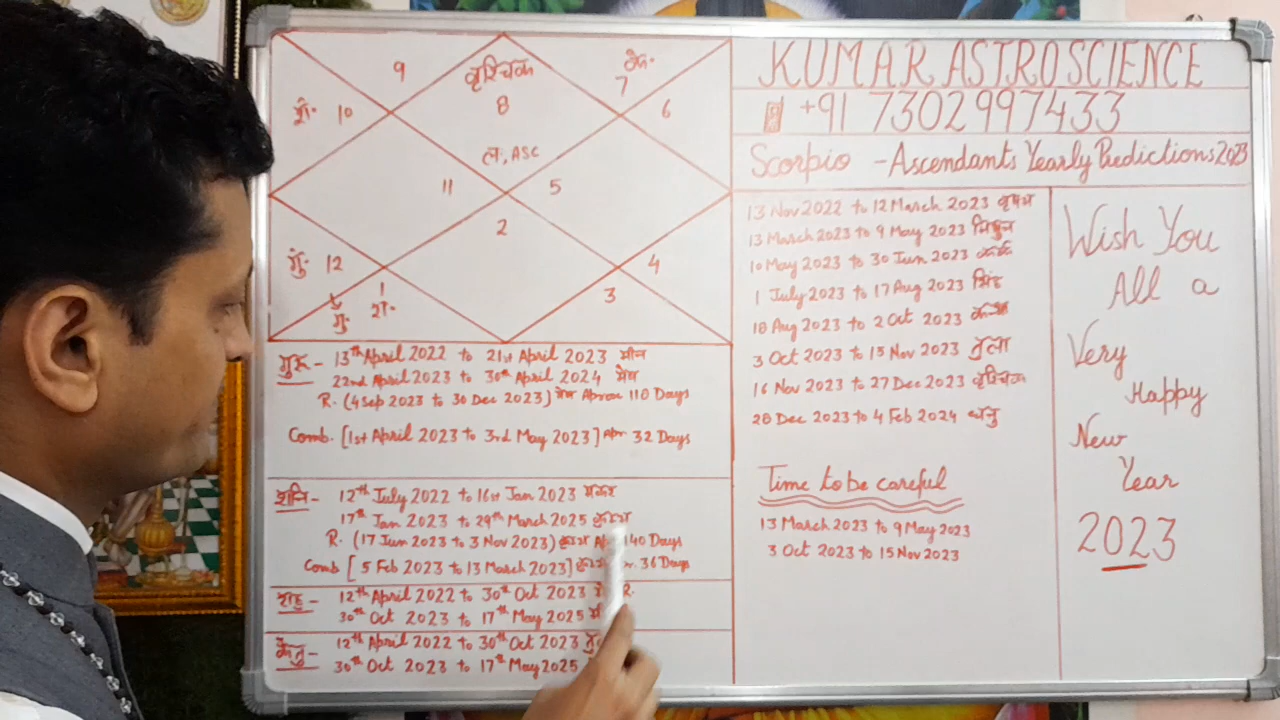 9
वृश्चिक
8
के॰
7
6
श॰ 10
ल॰, ASC
11
5
2
गु॰ 12
4
1
रा॰
3
KUMAR ASTROSCIENCE
+91 7302997433
Scorpio - Ascendants Yearly Predictions 2023
गुरू - 13th April 2022 to 21st April 2023 मीन
22nd April 2023 to 30th April 2024 मेष
R. (4 Sep 2023 to 30 Dec 2023) मेष Aprox 118 Days
Comb. [1st April 2023 to 3rd May 2023] Apr 32 Days
शनि - 12th July 2022 to 16th Jan 2023 मकर
17th Jan 2023 to 29th March 2025 कुम्भ
R. (17 Jun 2023 to 3 Nov 2023) कुम्भ 140 Days
Comb [5 Feb 2023 to 13 March 2023] 36 Days
राहु - 12th April 2022 to 30th Oct 2023
30th Oct 2023 to 17th May 2025
केतु - 12th April 2022 to 30th Oct 2023
30th Oct 2023 to 17th May 2025
13 Nov 2022 to 12 March 2023 वृषभ
13 March 2023 to 9 May 2023 मिथुन
10 May 2023 to 30 Jun 2023 कर्क
1 July 2023 to 17 Aug 2023 सिंह
18 Aug 2023 to 2 Oct 2023 कन्या
3 Oct 2023 to 15 Nov 2023 तुला
16 Nov 2023 to 27 Dec 2023 वृश्चिक
28 Dec 2023 to 4 Feb 2024 धनु
Time to be careful
13 March 2023 to 9 May 2023
3 Oct 2023 to 15 Nov 2023
Wish You
All a
Very
Happy
New
Year
2023